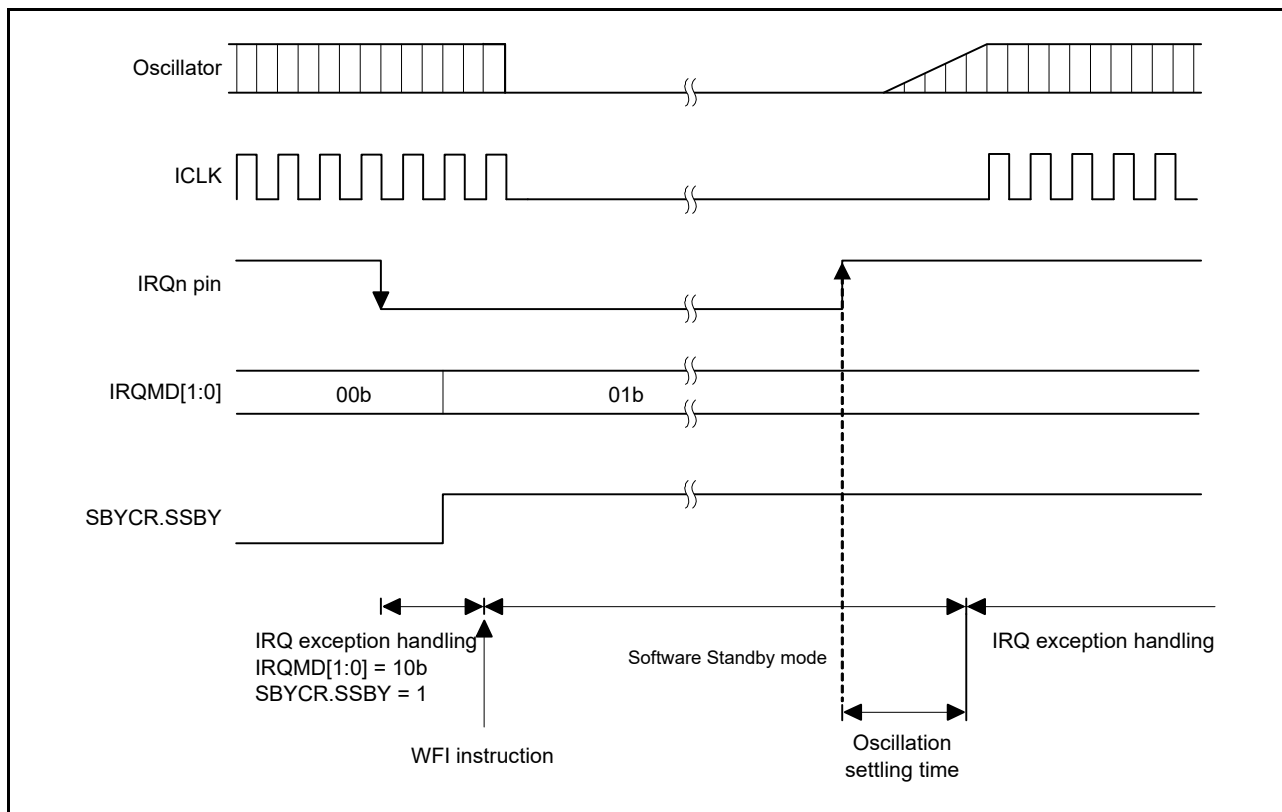 Oscillator
ICLK
IRQn pin
IRQMD[1:0]
00b
01b
SBYCR.SSBY
IRQ exception handling
IRQMD[1:0] = 10b
SBYCR.SSBY = 1
Software Standby mode
IRQ exception handling
WFI instruction
Oscillation
settling time